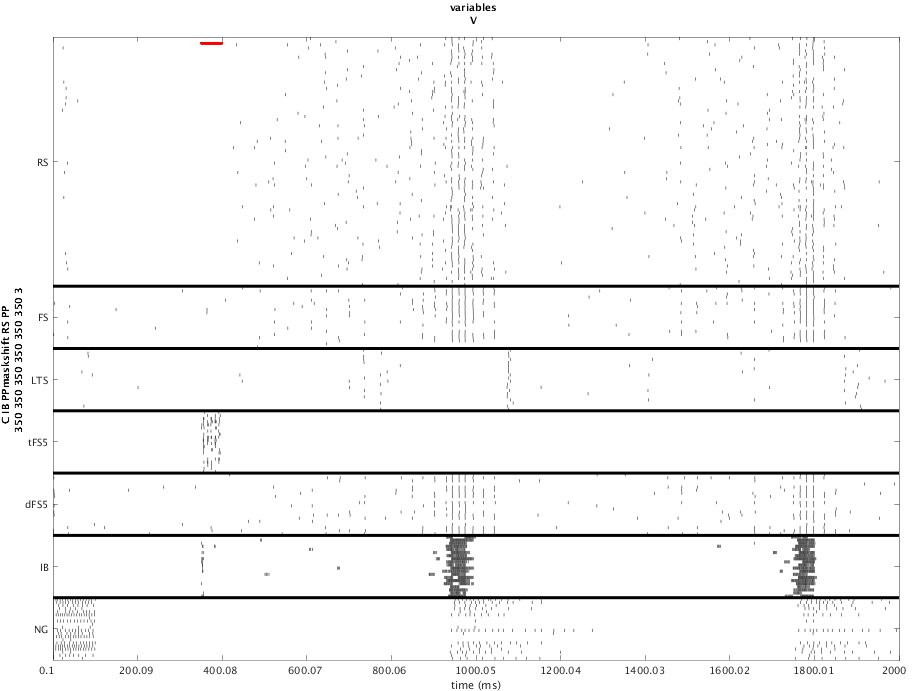 variables
V
C IB PPmaskshift RS PP
350 350 350 350 350 350 3
RS
FS
LTS
tFS5
dFS5
IB
NG
0.1 200.09 400.08 600.07 800.06 1000.05 1200.04 1400.03 1600.02 1800.01 2000
time (ms)